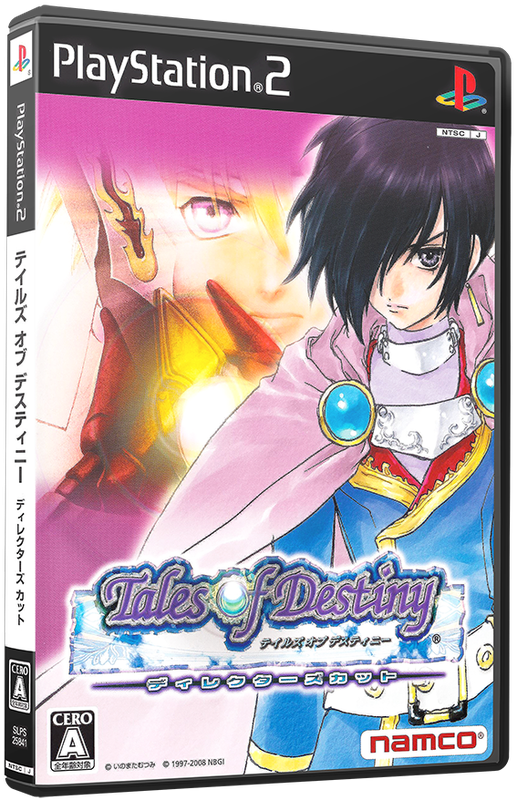 PlayStation®2
NTSC J
PlayStation®2
テイルズ オブ デスティニー ディレクターズ カット
CERO
A
SLPS
25841
NTSC J
Tales of Destiny
テイルズ オブ デスティニー®
ディレクターズカット
CERO
A
全年齢対象
©いのまたむつみ ©1997-2008 NBGI
namco®